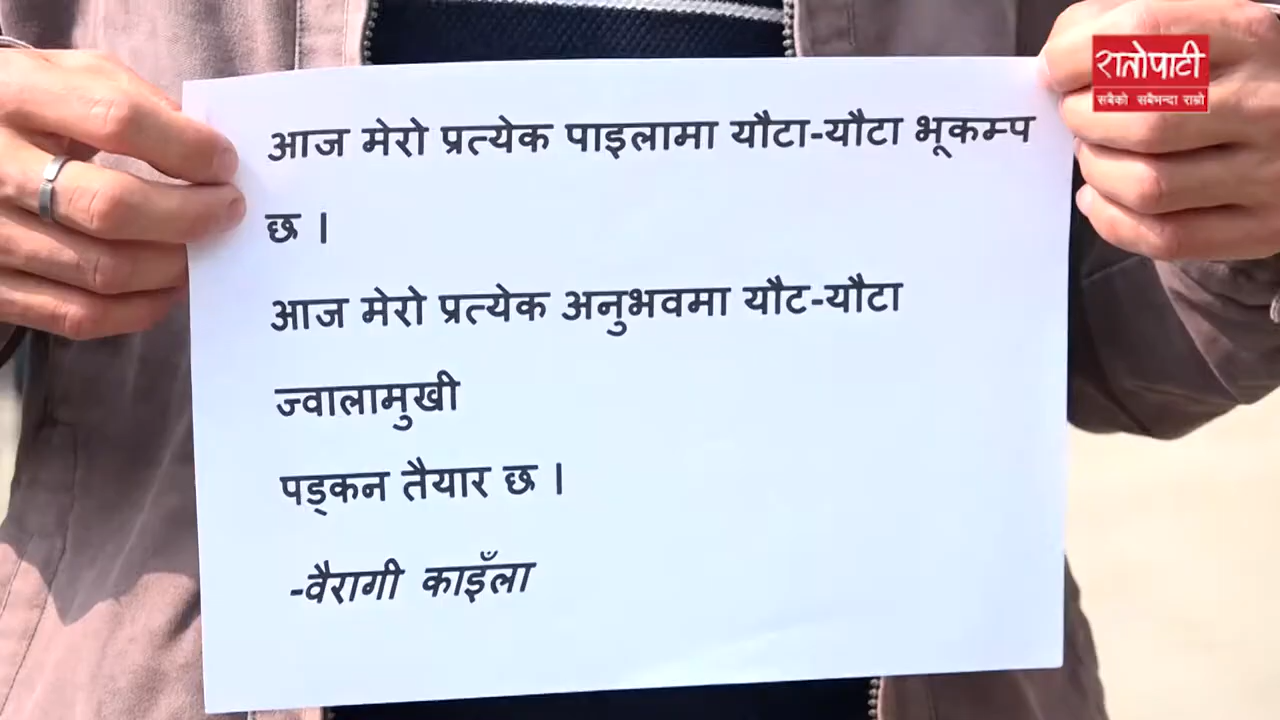 रातोपाटी
सबैको सबैभन्दा राम्रो
आज मेरो प्रत्येक पाइलामा यौटा-यौटा भूकम्प
छ ।
आज मेरो प्रत्येक अनुभवमा यौट-यौटा
ज्वालामुखी
पड्कन तैयार छ ।
-वैरागी काइँला